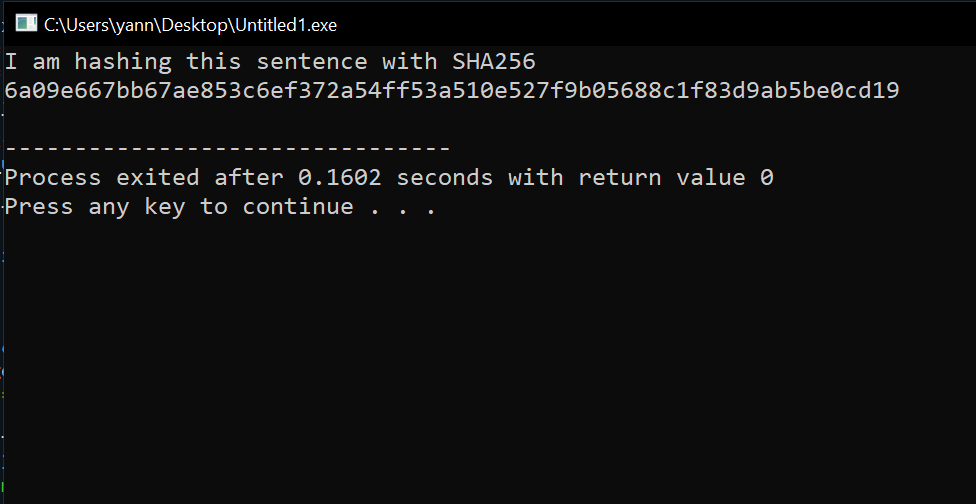 C:\Users\yann\Desktop\Untitled1.exe
I am hashing this sentence with SHA256
6a09e667bb67ae853c6ef372a54ff53a510e527f9b05688c1f83d9ab5be0cd19
--------------------------------
Process exited after 0.1602 seconds with return value 0
Press any key to continue . . .